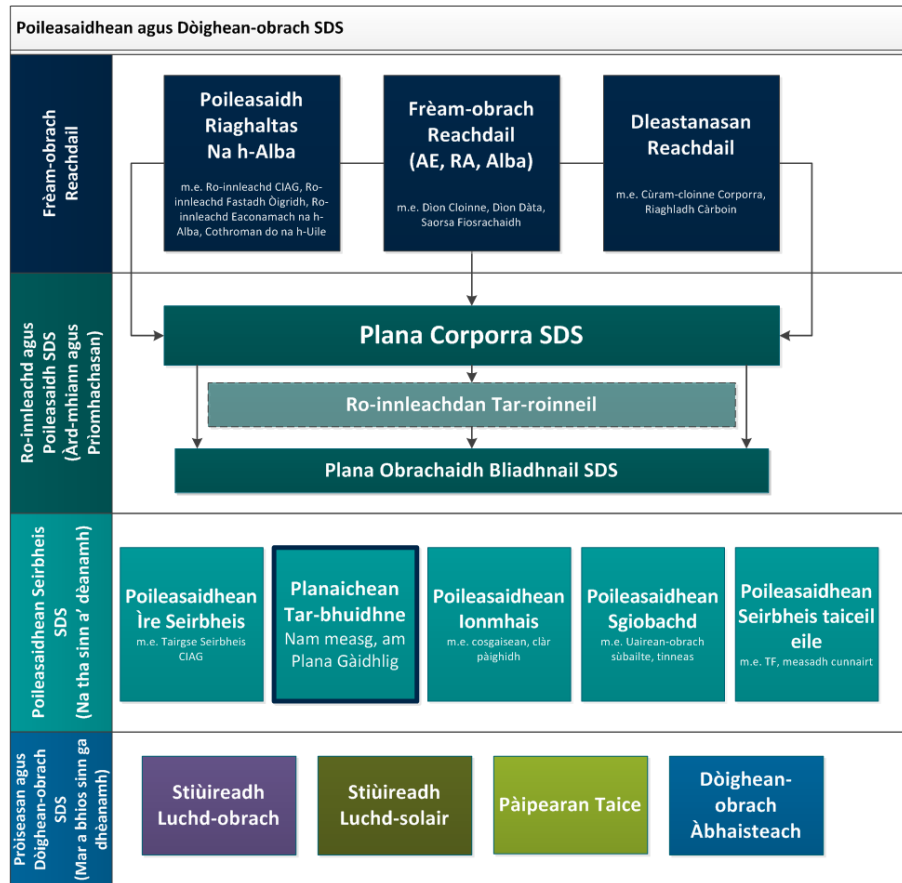 Poileasaidhean agus Dòighean-obrach SDS
Frèam-obrach
Reachdail
Poileasaidh
Riaghaltas
Na h-Alba
m.e. Ro-innleachd CIAG, Ro-
innleachd Fastadh Òigridh, Ro-
innleachd Eaconamach na h-
Alba, Cothroman do na h-Uile
Frèam-obrach
Reachdail
(AE, RA, Alba)
m.e. Dìon Cloinne, Dìon Dàta,
Saorsa Fiosrachaidh
Dleastanasan
Reachdail
m.e. Cùram-cloinne Corporra,
Riaghladh Càrboin
Ro-innleachd agus
Poileasaidh SDS
(Àrd-mhiann agus
Priomhachasan)
Plana Corporra SDS
Ro-innleachdan Tar-roinneil
Plana Obrachaidh Bliadhnail SDS
Poileasaidhean Seirbheis
SDS
(Na tha sinn a’ dèanamh)
Poileasaidhean
Ìre Seirbheis
m.e. Tairgse Seirbheis
CIAG
Planaichean
Tar-bhuidhne
Nam measg, am
Plana Gàidhlig
Poileasaidhean
Ionmhais
m.e. cosgaisean, clàr
pàighidh
Poileasaidhean
Sgiobachd
m.e. Uairean-obrach
sùbailte, tinneas
Poileasaidhean
Seirbheis taiceil
eile
m.e. TF, measadh cunnairt
Pròiseasan agus
Dòighean-obrach
SDS
(Mar a bhios sinn ga
dhèanamh)
Stiùireadh
Luchd-obrach
Stiùireadh
Luchd-solair
Pàipearan Taice
Dòighean-
obrach
Àbhaisteach